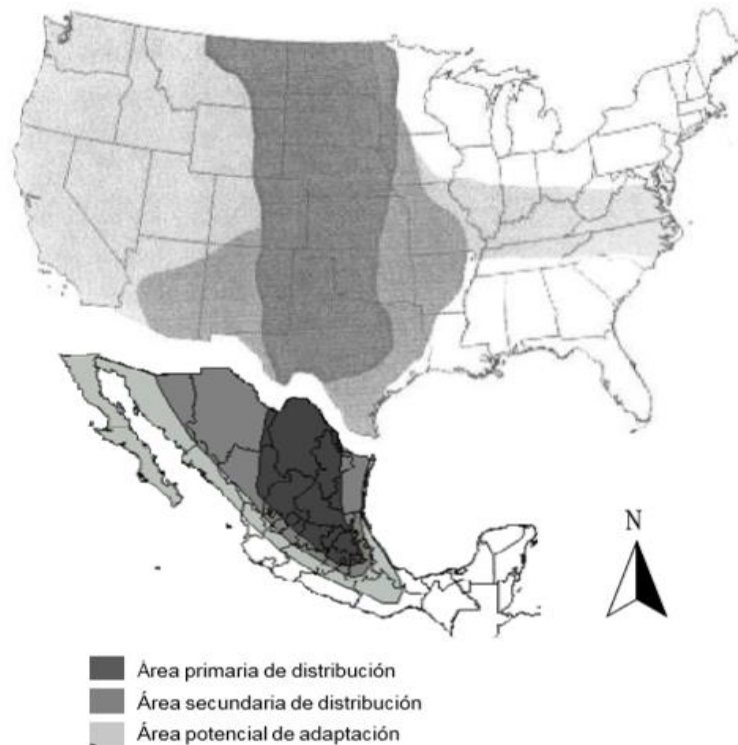 N
Área primaria de distribución
Área secundaria de distribución
Área potencial de adaptación